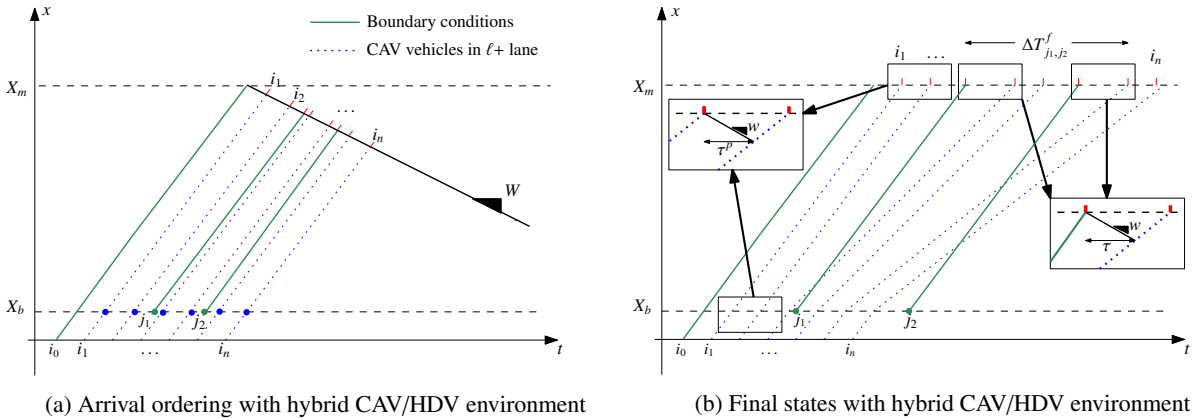 x
Boundary conditions
CAV vehicles in ℓ+ lane
X_m
i_1
i_2
...
i_n
W
X_b
j_1
j_2
i_0
i_1
...
i_n
t
(a) Arrival ordering with hybrid CAV/HDV environment
x
ΔT^f_{j_1,j_2}
i_1
...
i_n
X_m
w
τ^p
w
τ
X_b
j_1
j_2
i_0
i_1
...
i_n
t
(b) Final states with hybrid CAV/HDV environment